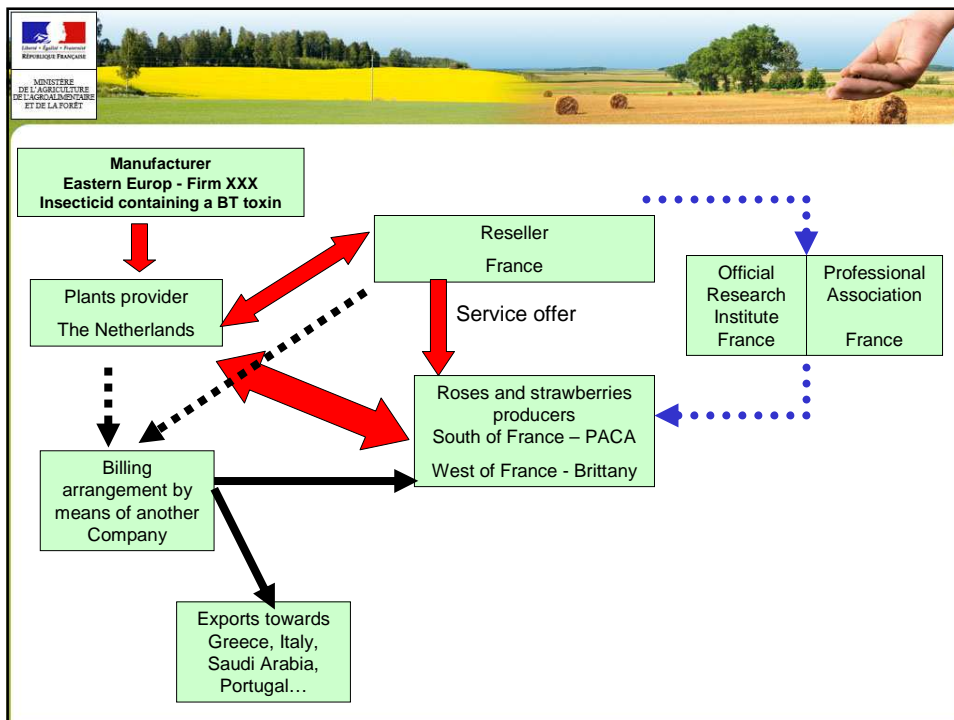 Liberté • Égalité • Fraternité
RÉPUBLIQUE FRANÇAISE
MINISTÈRE
DE L'AGRICULTURE
DE L'AGROALIMENTAIRE
ET DE LA FORÊT
Manufacturer
Eastern Europ - Firm XXX
Insecticid containing a BT toxin
Reseller
France
Official
Research
Institute
France
Professional
Association
France
Plants provider
The Netherlands
Service offer
Roses and strawberries
producers
South of France – PACA
West of France - Brittany
Billing
arrangement by
means of another
Company
Exports towards
Greece, Italy,
Saudi Arabia,
Portugal…